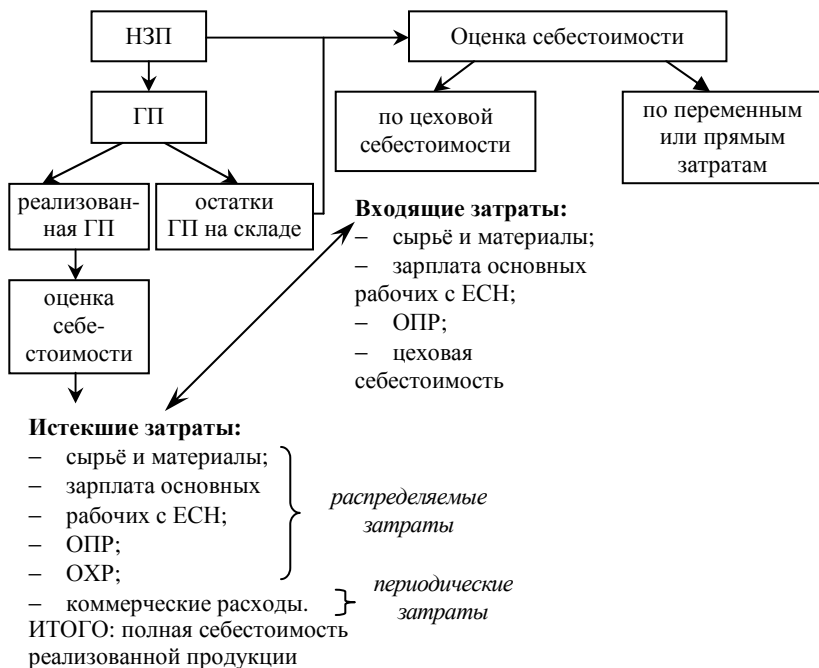 НЗП
Оценка себестоимости
ГП
по цеховой
себестоимости
по переменным
или прямым
затратам
реализован-
ная ГП
остатки
ГП на складе
оценка
себе-
стоимости
Входящие затраты:
– сырьё и материалы;
– зарплата основных
рабочих с ЕСН;
– ОПР;
– цеховая
себестоимость
Истекшие затраты:
– сырьё и материалы;
– зарплата основных
– рабочих с ЕСН;
– ОПР;
– ОХР;
– коммерческие расходы.
ИТОГО: полная себестоимость
реализованной продукции
распределяемые
затраты
периодические
затраты